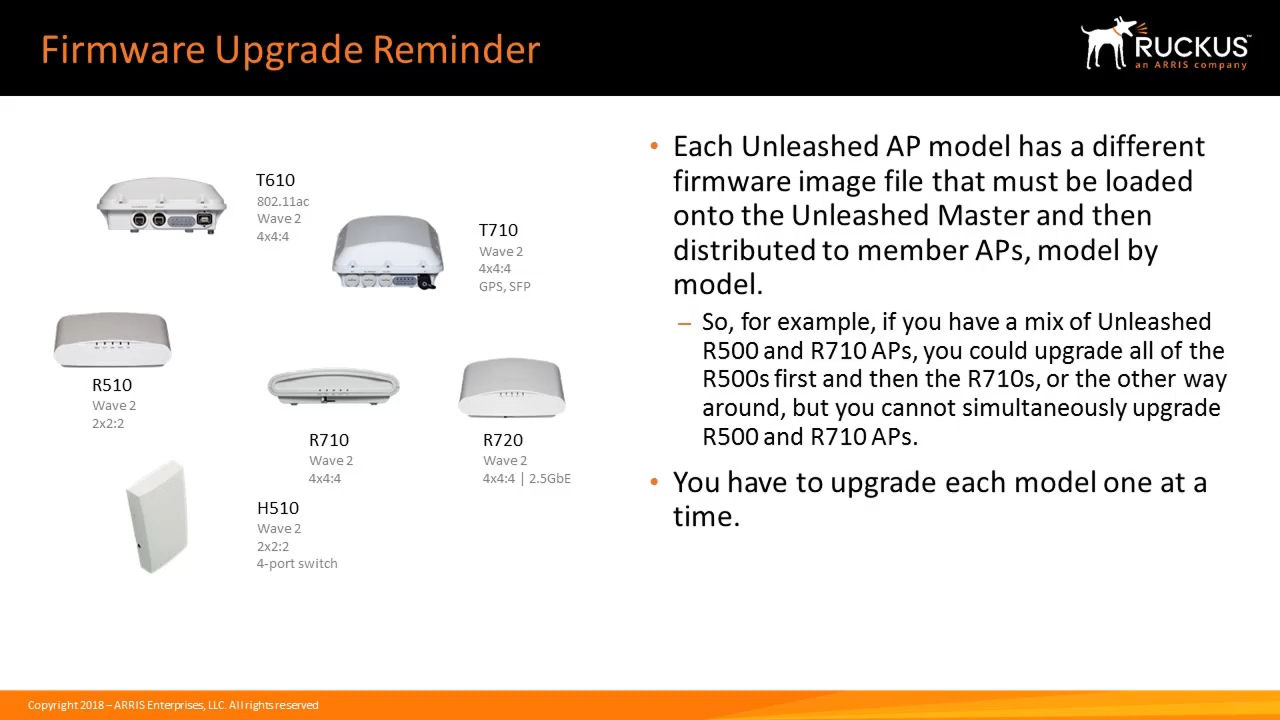 Firmware Upgrade Reminder
RUCKUS™
an ARRIS company
T610
802.11ac
Wave 2
4x4:4
T710
Wave 2
4x4:4
GPS, SFP
R510
Wave 2
2x2:2
R710
Wave 2
4x4:4
R720
Wave 2
4x4:4 | 2.5GbE
H510
Wave 2
2x2:2
4-port switch
• Each Unleashed AP model has a different
firmware image file that must be loaded
onto the Unleashed Master and then
distributed to member APs, model by
model.
– So, for example, if you have a mix of Unleashed
R500 and R710 APs, you could upgrade all of the
R500s first and then the R710s, or the other way
around, but you cannot simultaneously upgrade
R500 and R710 APs.
• You have to upgrade each model one at a
time.
Copyright 2018 – ARRIS Enterprises, LLC. All rights reserved